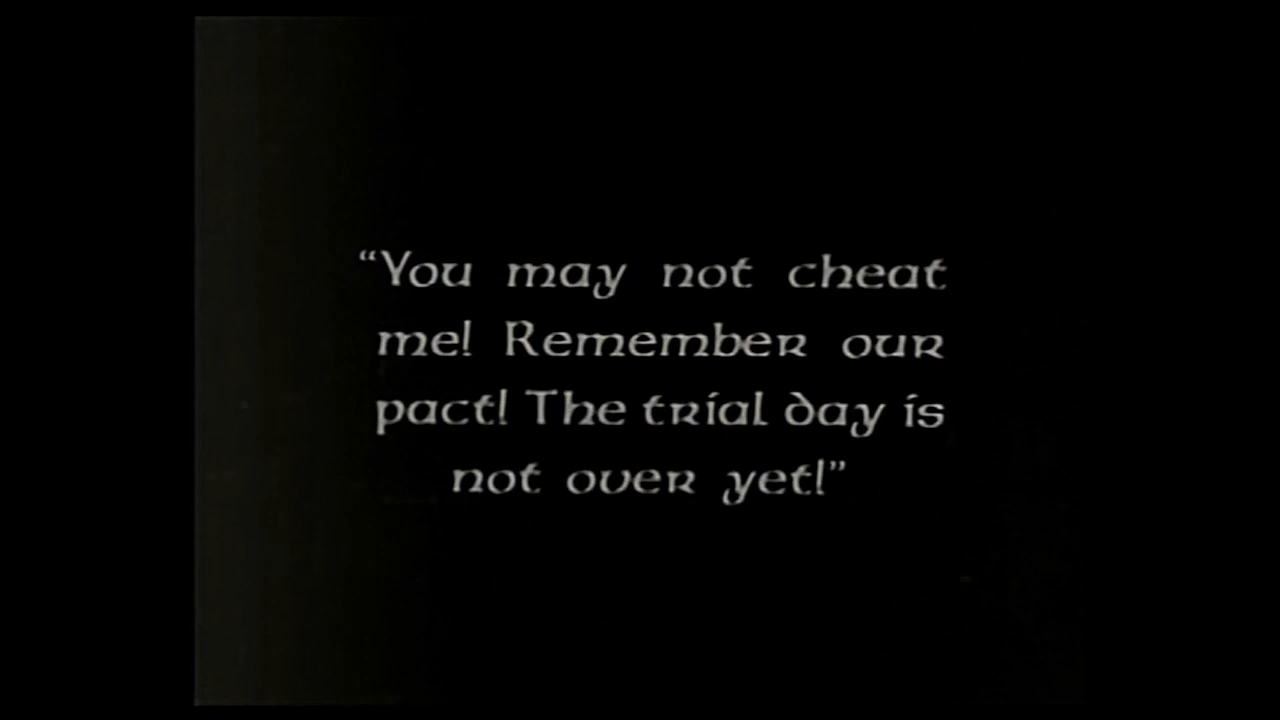 “You may not cheat
me! Remember our
pact! The trial day is
not over yet!”